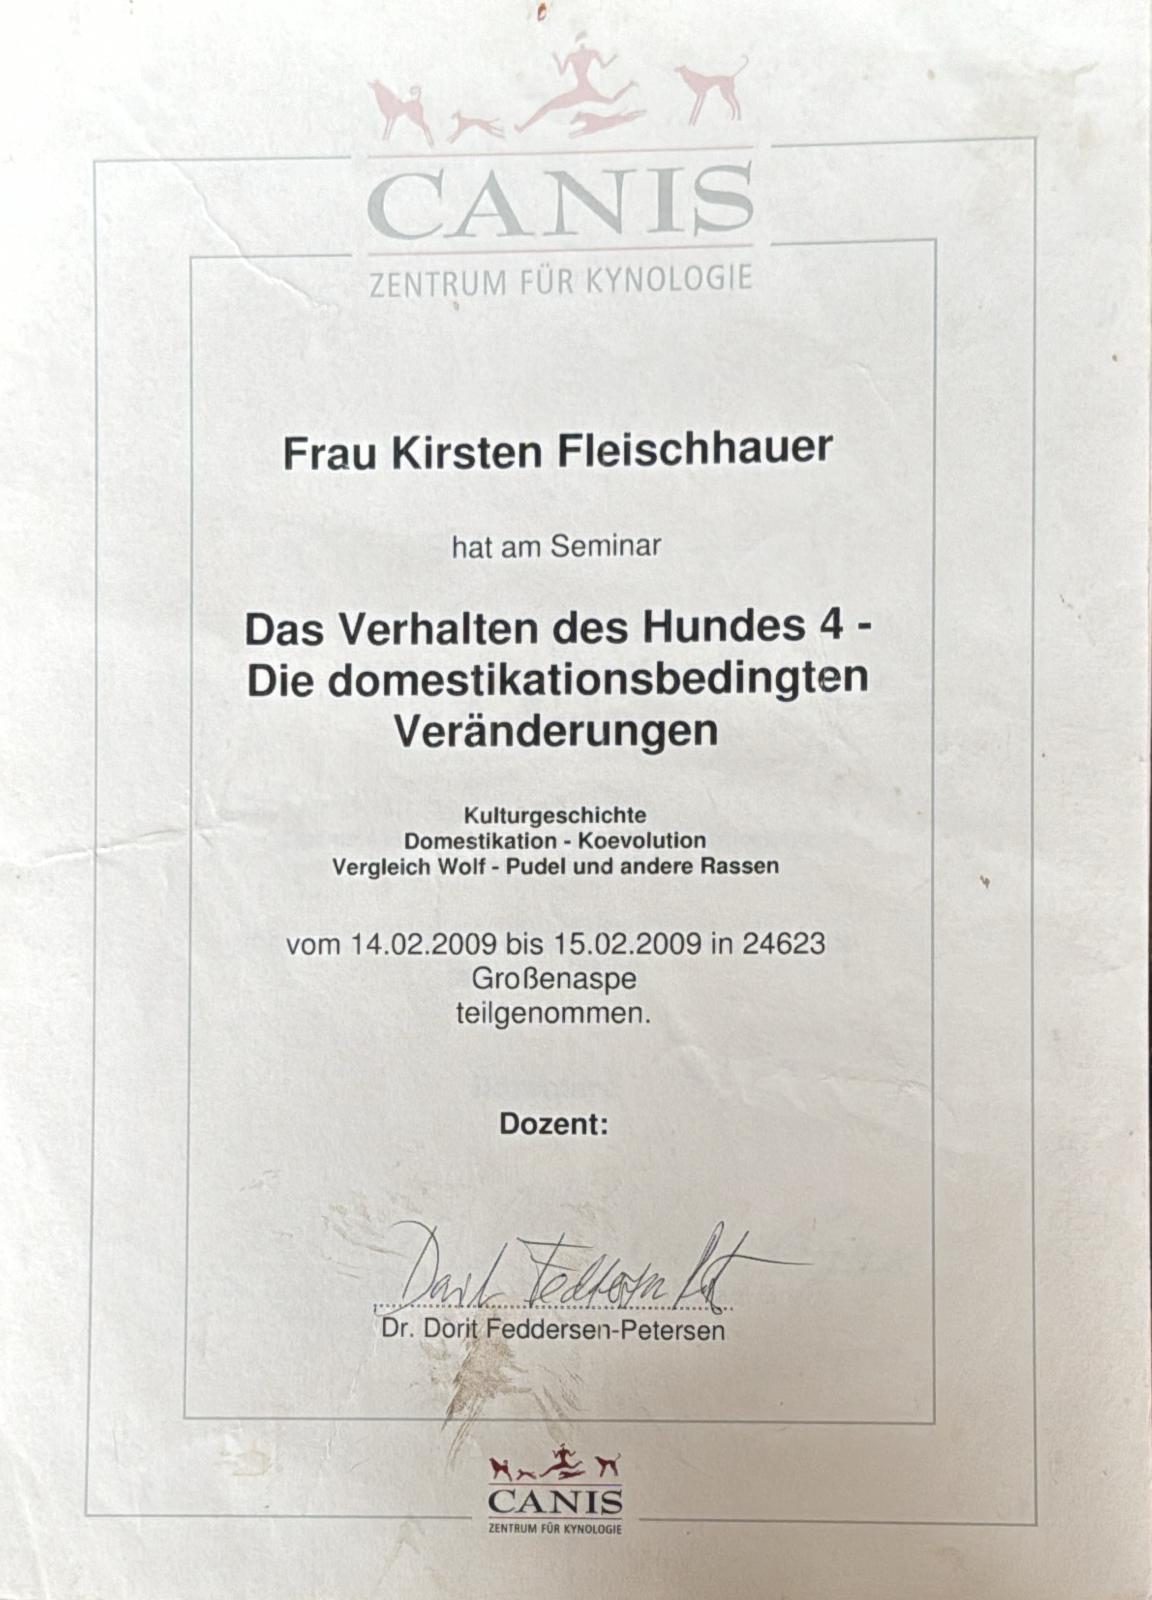 CANIS
ZENTRUM FÜR KYNOLOGIE
Frau Kirsten Fleischhauer
hat am Seminar
Das Verhalten des Hundes 4 -
Die domestikationsbedingten
Veränderungen
Kulturgeschichte
Domestikation - Koevolution
Vergleich Wolf - Pudel und andere Rassen
vom 14.02.2009 bis 15.02.2009 in 24623
Großenaspe
teilgenommen.
Dozent:
Dr. Dorit Feddersen-Petersen
CANIS
ZENTRUM FÜR KYNOLOGIE